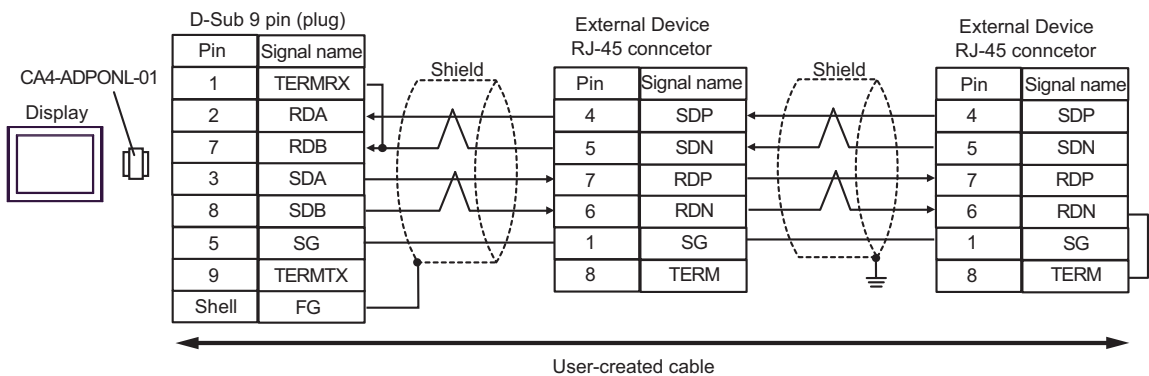 D-Sub 9 pin (plug)
External Device
RJ-45 conncetor
External Device
RJ-45 conncetor
CA4-ADPONL-01
Display
Pin Signal name
1 TERMRX
2 RDA
7 RDB
3 SDA
8 SDB
5 SG
9 TERMTX
Shell FG
Shield
Pin Signal name
4 SDP
5 SDN
7 RDP
6 RDN
1 SG
8 TERM
Shield
Pin Signal name
4 SDP
5 SDN
7 RDP
6 RDN
1 SG
8 TERM
User-created cable